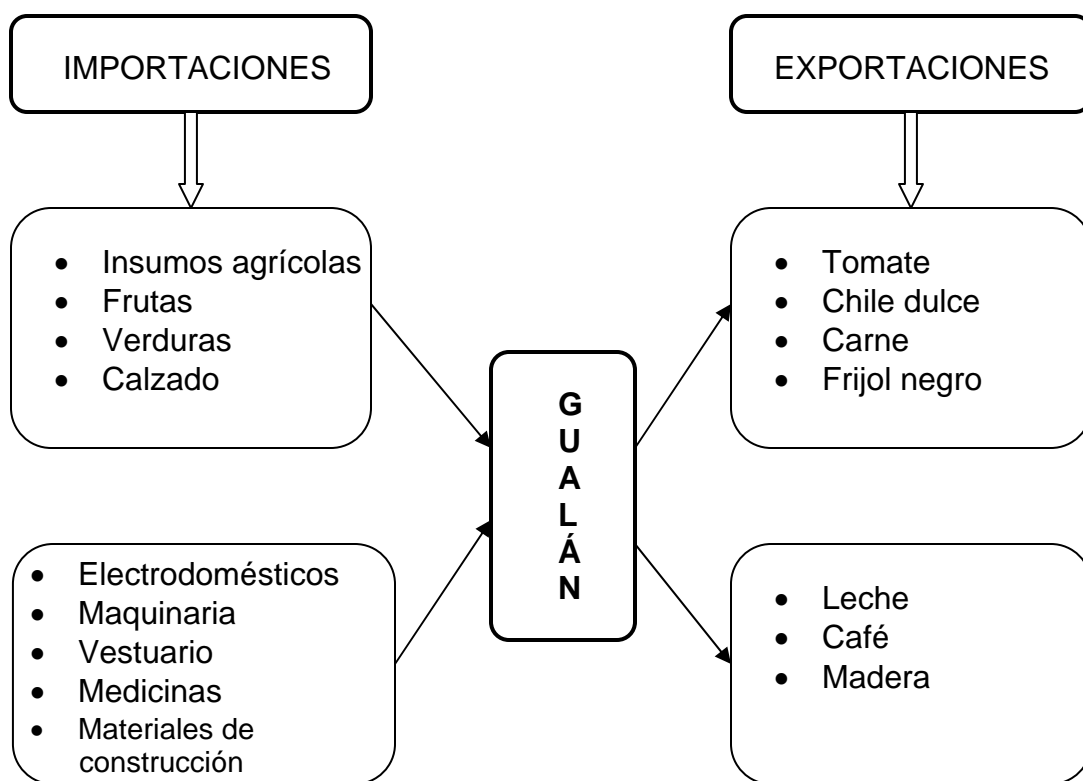 IMPORTACIONES
EXPORTACIONES
• Insumos agrícolas
• Frutas
• Verduras
• Calzado
• Tomate
• Chile dulce
• Carne
• Frijol negro
G
U
A
L
Á
N
• Electrodomésticos
• Maquinaria
• Vestuario
• Medicinas
• Materiales de
construcción
• Leche
• Café
• Madera